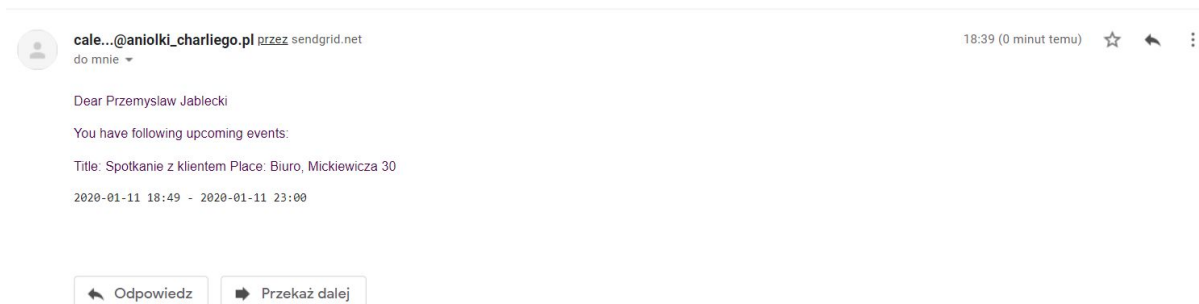 cale...@aniolki_charliego.pl przez sendgrid.net 18:39 (0 minut temu)
do mnie
Dear Przemyslaw Jablecki
You have following upcoming events:
Title: Spotkanie z klientem Place: Biuro, Mickiewicza 30
2020-01-11 18:49 - 2020-01-11 23:00
Odpowiedz Przekaż dalej